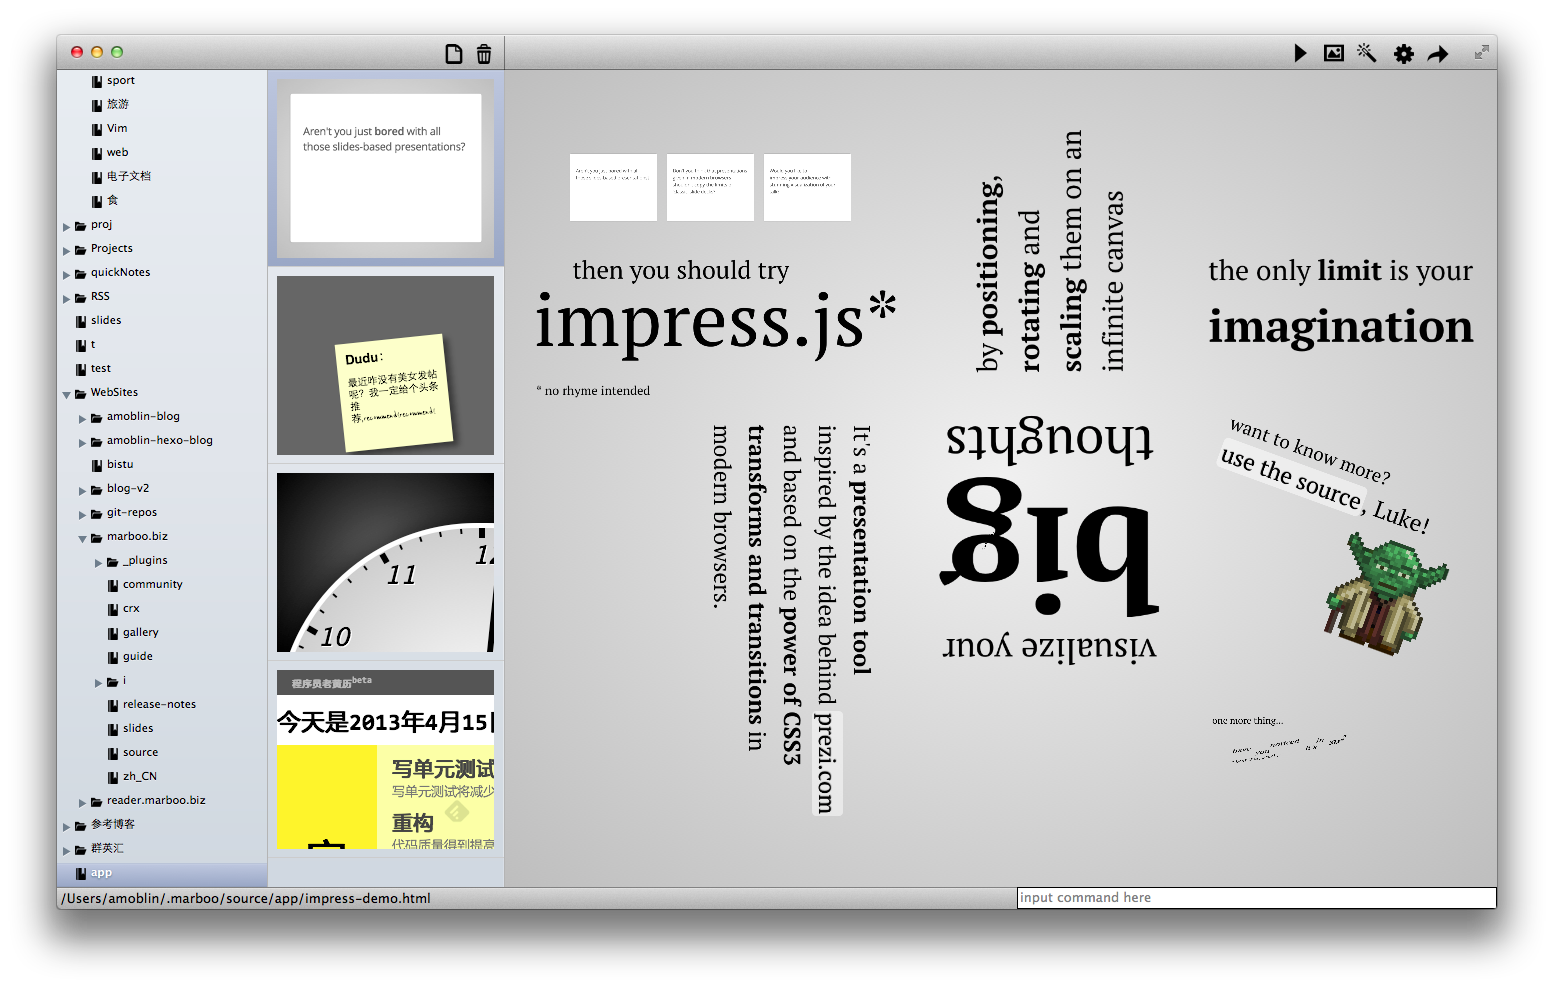 sport
旅游
Vim
web
电子文档
食
proj
Projects
quickNotes
RSS
slides
t
test
WebSites
amoblin-blog
amoblin-hexo-blog
bistu
blog-v2
git-repos
marboo.biz
_plugins
community
crx
gallery
guide
i
release-notes
slides
source
zh_CN
reader.marboo.biz
参考博客
群英汇
app
Aren't you just bored with all
those slides-based presentations?
Dudu：
最近咋没有美女发帖
呢？我一定给个头条
推
荐,recommend!recommend!
10
11
12
程序员老黄历beta
今天是2013年4月15
写单元测试
写单元测试将减少
重构
代码质量得到提高
then you should try
impress.js*
* no rhyme intended
It's a presentation tool
inspired by the idea behind prezi.com
and based on the power of CSS3
transforms and transitions in
modern browsers.
by positioning,
rotating and
scaling them on an
infinite canvas
visualize your
big
thoughts
the only limit is your
imagination
want to know more?
use the source, Luke!
one more thing...
/Users/amoblin/.marboo/source/app/impress-demo.html
input command here